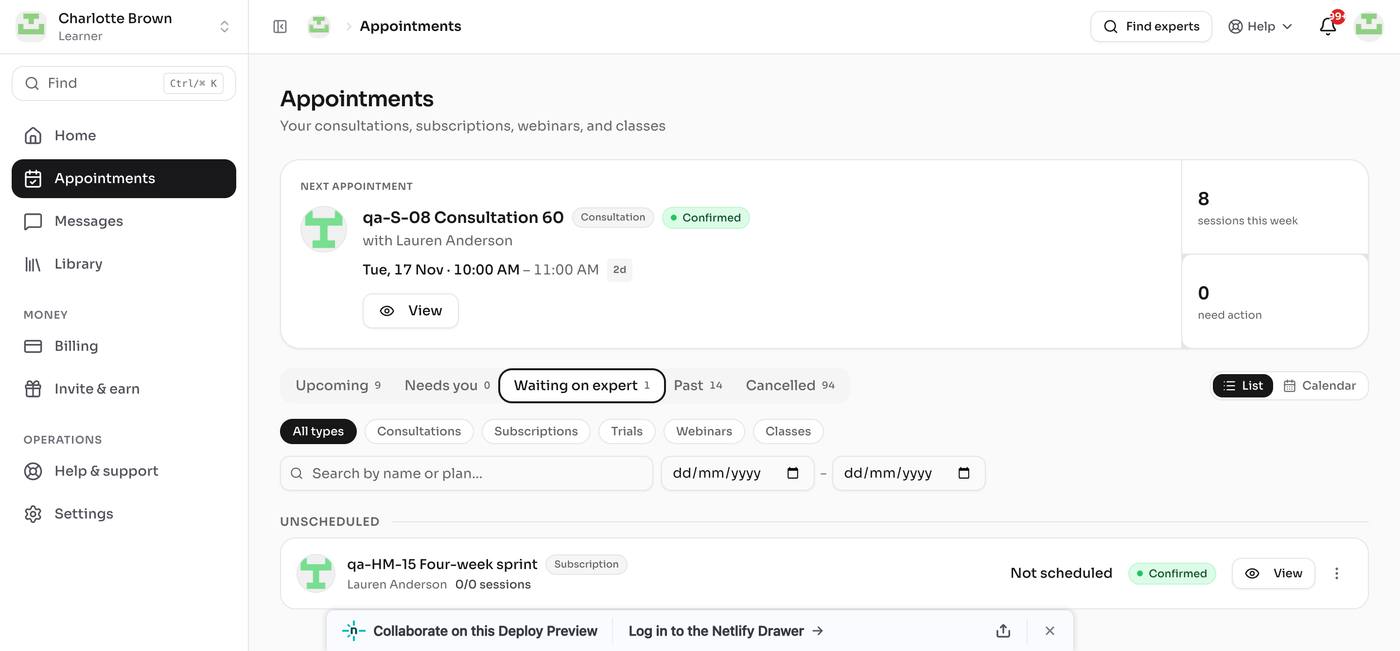 Charlotte Brown
Learner
Appointments
Find experts
Help
99+
Find
Ctrl/⌘ K
Home
Appointments
Messages
Library
MONEY
Billing
Invite & earn
OPERATIONS
Help & support
Settings
Appointments
Your consultations, subscriptions, webinars, and classes
NEXT APPOINTMENT
qa-S-08 Consultation 60 Consultation Confirmed
with Lauren Anderson
Tue, 17 Nov · 10:00 AM – 11:00 AM 2d
View
8
sessions this week
0
need action
Upcoming 9 Needs you 0 Waiting on expert 1 Past 14 Cancelled 94
List Calendar
All types Consultations Subscriptions Trials Webinars Classes
Search by name or plan...
dd/mm/yyyy – dd/mm/yyyy
UNSCHEDULED
qa-HM-15 Four-week sprint Subscription
Lauren Anderson 0/0 sessions
Not scheduled Confirmed View
Collaborate on this Deploy Preview
Log in to the Netlify Drawer →